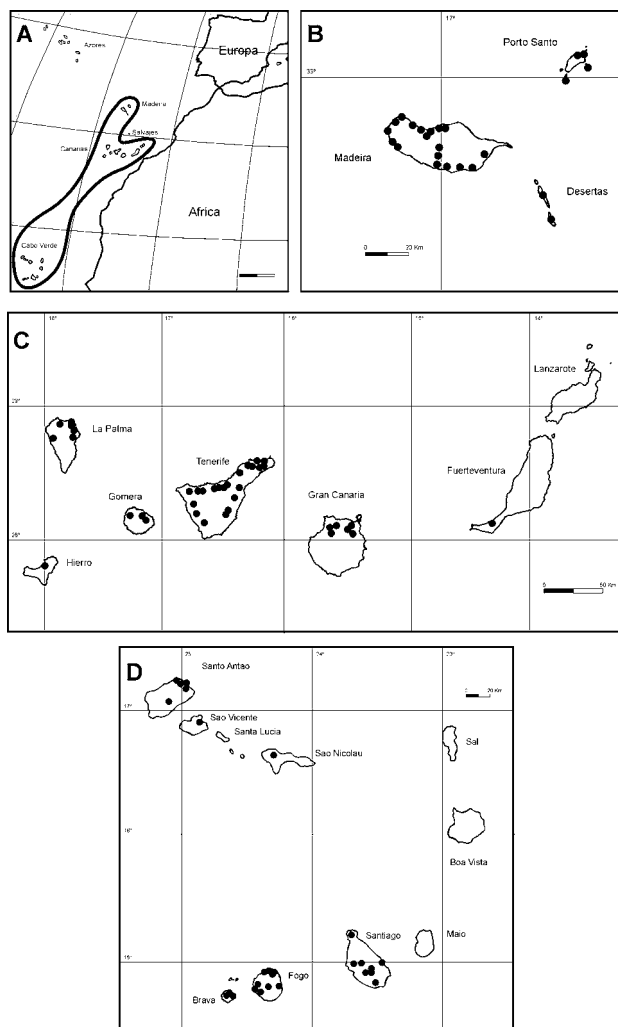 A
Azores
Europa
Madeira
Salvajes
Canarias
Africa
Cabo Verde
B
17°
Porto Santo
33°
Madeira
Desertas
0 20 Km
C
18° 17° 16° 15° 14°
Lanzarote
29°
La Palma
Tenerife
Fuerteventura
Gomera
Gran Canaria
28°
Hierro
0 50 Km
D
25 24 23°
Santo Antao
0 20 Km
17°
Sao Vicente
Santa Lucia
Sal
Sao Nicolau
16°
Boa Vista
Santiago
Maio
15°
Fogo
Brava